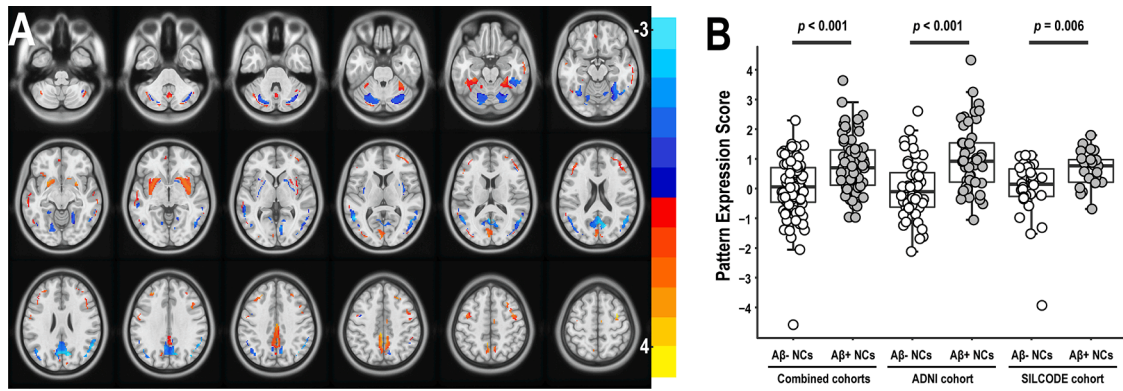 A
-3
4
B
p < 0.001
p < 0.001
p = 0.006
Pattern Expression Score
4
3
2
1
0
−1
−2
−3
−4
Aβ- NCs
Aβ+ NCs
Aβ- NCs
Aβ+ NCs
Aβ- NCs
Aβ+ NCs
Combined cohorts
ADNI cohort
SILCODE cohort